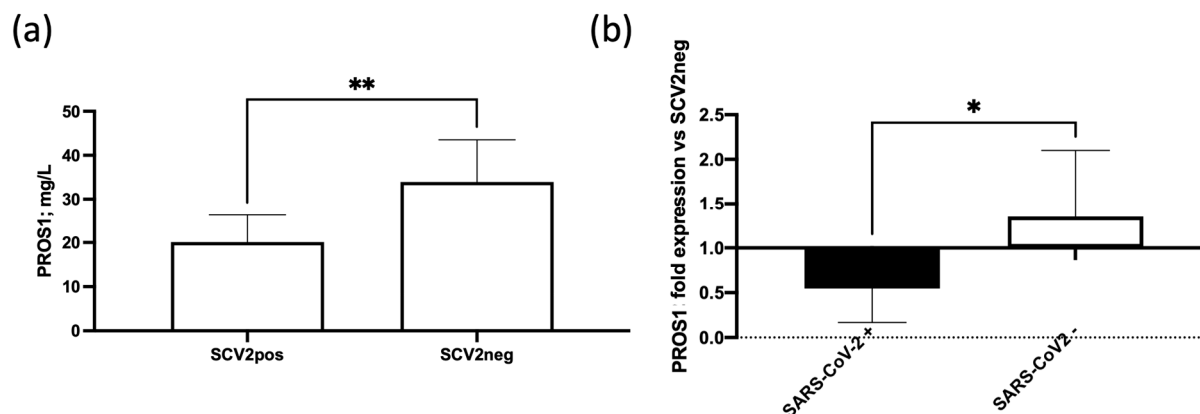 (a)
**
50
40
30
20
10
0
PROS1; mg/L
SCV2pos
SCV2neg
(b)
*
2.5
2.0
1.5
1.0
0.5
0.0
PROS1: fold expression vs SCV2neg
SARS-CoV-2 +
SARS-CoV2 -